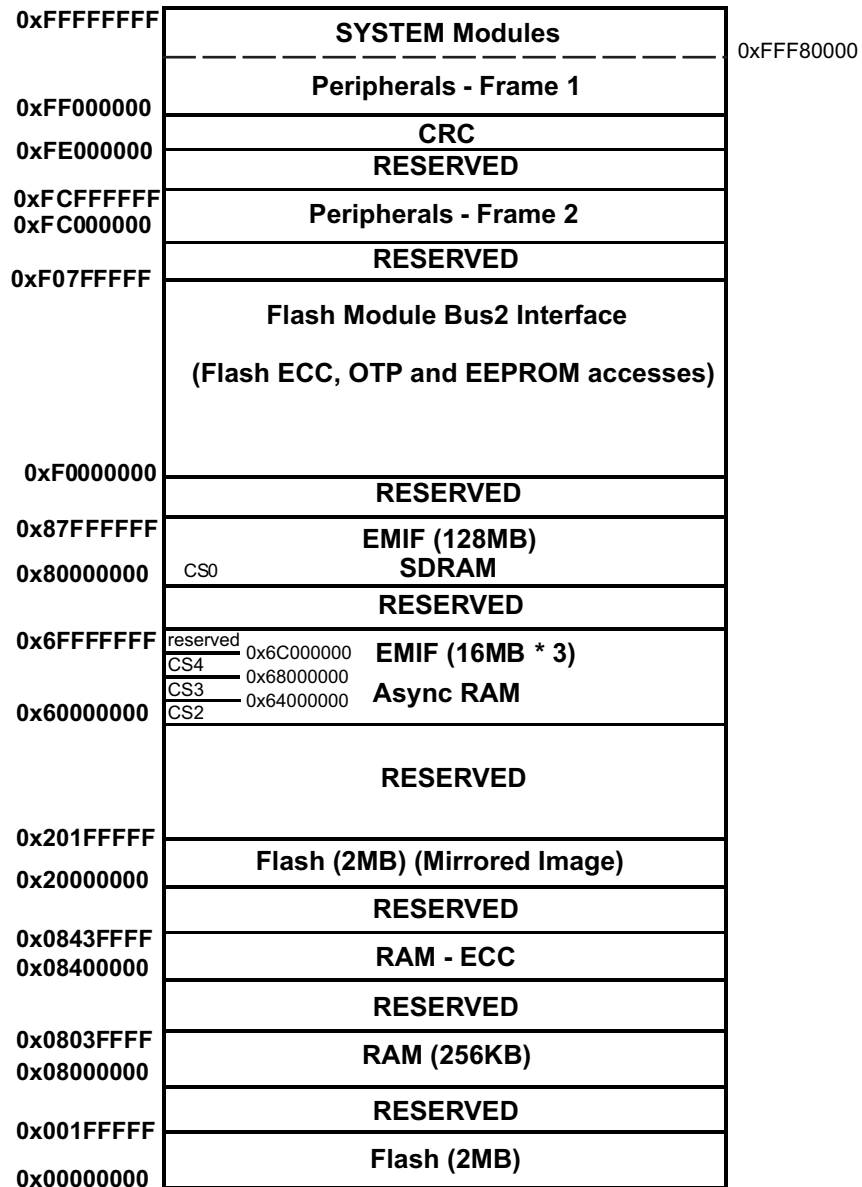 0xFFFFFFFF
SYSTEM Modules
0xFFF80000
Peripherals - Frame 1
0xFF000000
CRC
0xFE000000
RESERVED
0xFCFFFFFF
Peripherals - Frame 2
0xFC000000
RESERVED
0xF07FFFFF
Flash Module Bus2 Interface
(Flash ECC, OTP and EEPROM accesses)
0xF0000000
RESERVED
0x87FFFFFF
EMIF (128MB)
0x80000000
CS0
SDRAM
RESERVED
0x6FFFFFFF
reserved
0x6C000000
EMIF (16MB * 3)
CS4
0x68000000
CS3
0x64000000
Async RAM
0x60000000
CS2
RESERVED
0x201FFFFF
Flash (2MB) (Mirrored Image)
0x20000000
RESERVED
0x0843FFFF
RAM - ECC
0x08400000
RESERVED
0x0803FFFF
RAM (256KB)
0x08000000
RESERVED
0x001FFFFF
Flash (2MB)
0x00000000